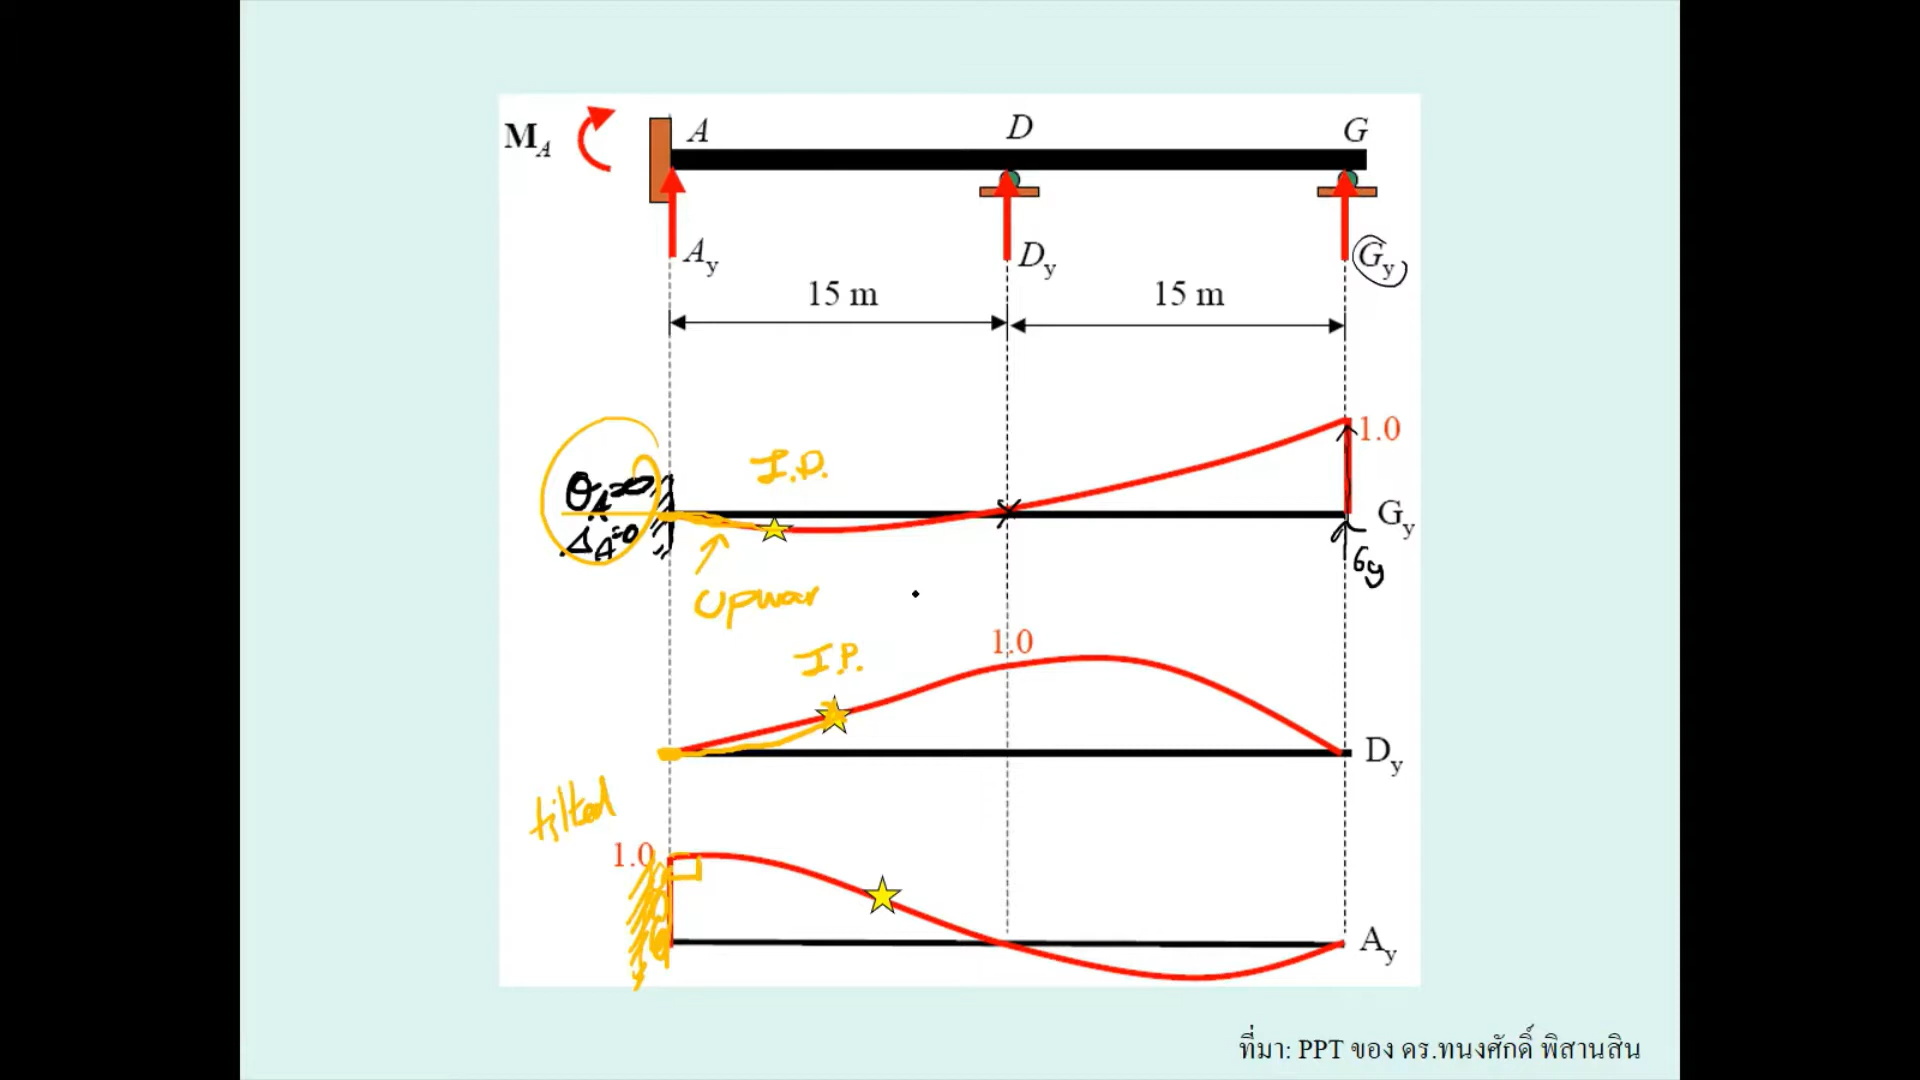 M_A
A D G
A_y D_y G_y
15 m 15 m
1.0
I.P.
θ_A=0
Δ_A=0
G_y
Gy
upwar
1.0
I.P.
D_y
tilted
1.0
A_y
ที่มา: PPT ของ ดร.ทนงศักดิ์ พิสานสิน